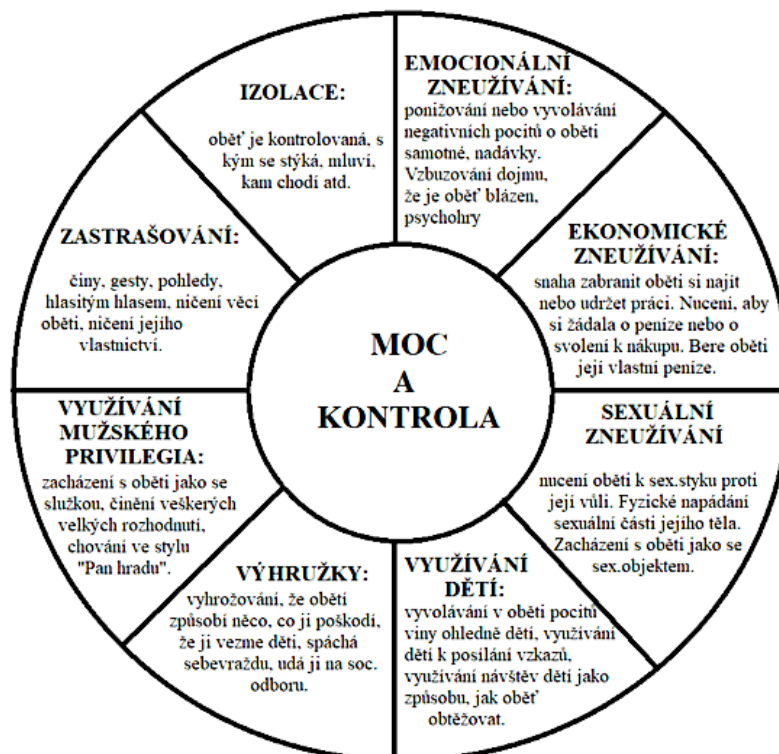 EMOCIONÁLNÍ
ZNEUŽÍVÁNÍ:
ponižování nebo vyvolávání
negativních pocitů o oběti
samotné, nadávky.
Vzbuzování dojmu,
že je oběť blázen,
psychohry
EKONOMICKÉ
ZNEUŽÍVÁNÍ:
snaha zabranit oběti si najít
nebo udržet práci. Nucení, aby
si žádala o peníze nebo o
svolení k nákupu. Bere oběti
její vlastní peníze.
SEXUÁLNÍ
ZNEUŽÍVÁNÍ
nucení oběti k sex.styku proti
její vůli. Fyzické napádání
sexuální části jejího těla.
Zacházení s obětí jako se
sex.objektem.
VYUŽÍVÁNÍ
DĚTÍ:
vyvolávání v oběti pocitů
viny ohledně dětí, využívání
dětí k posílání vzkazů,
využívání návštěv dětí jako
způsobu, jak oběť
obtěžovat.
VÝHRUŽKY:
vyhrožování, že oběti
způsobí něco, co ji poškodí,
že ji vezme děti, spáchá
sebevraždu, udá ji na soc.
odboru.
VYUŽÍVÁNÍ
MUŽSKÉHO
PRIVILEGIA:
zacházení s obětí jako se
služkou, činění veškerých
velkých rozhodnutí,
chování ve stylu
"Pan hradu".
ZASTRAŠOVÁNÍ:
činy, gesty, pohledy,
hlasitým hlasem, ničení věcí
oběti, ničení jejího
vlastnictví.
IZOLACE:
oběť je kontrolovaná, s
kým se stýká, mluví,
kam chodí atd.
MOC
A
KONTROLA